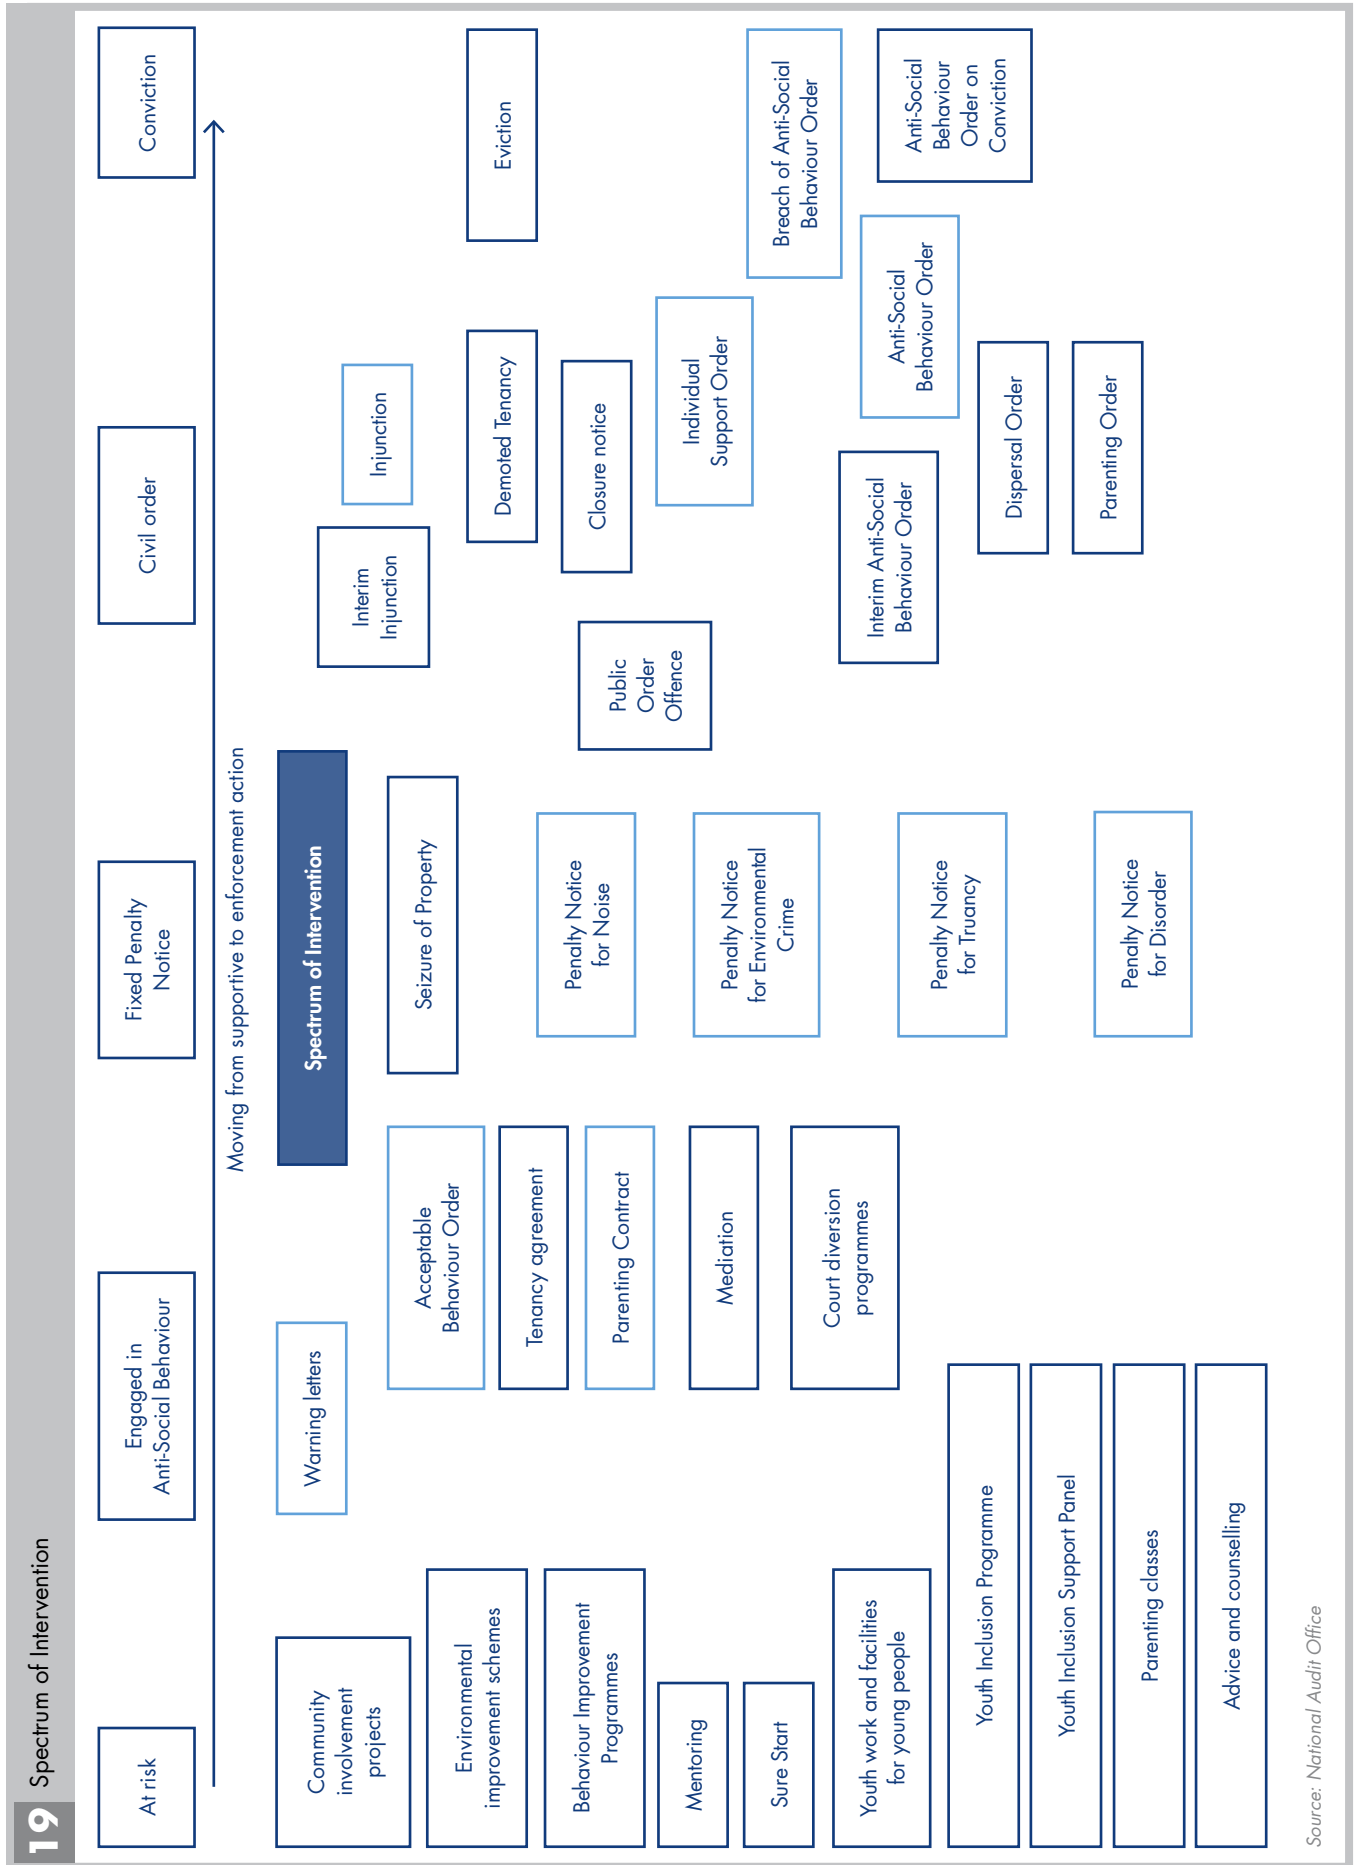 19
Spectrum of Intervention
At risk
Engaged in
Anti-Social Behaviour
Fixed Penalty
Notice
Civil order
Conviction
Moving from supportive to enforcement action
Spectrum of Intervention
Community
involvement
projects
Environmental
improvement schemes
Behaviour Improvement
Programmes
Mentoring
Sure Start
Youth work and facilities
for young people
Youth Inclusion Programme
Youth Inclusion Support Panel
Parenting classes
Advice and counselling
Warning letters
Acceptable
Behaviour Order
Tenancy agreement
Parenting Contract
Mediation
Court diversion
programmes
Seizure of Property
Penalty Notice
for Noise
Penalty Notice
for Environmental
Crime
Penalty Notice
for Truancy
Penalty Notice
for Disorder
Interim
Injunction
Injunction
Public
Order
Offence
Demoted Tenancy
Closure notice
Individual
Support Order
Interim Anti-Social
Behaviour Order
Anti-Social
Behaviour Order
Dispersal Order
Parenting Order
Eviction
Breach of Anti-Social
Behaviour Order
Anti-Social
Behaviour
Order on
Conviction
Source: National Audit Office